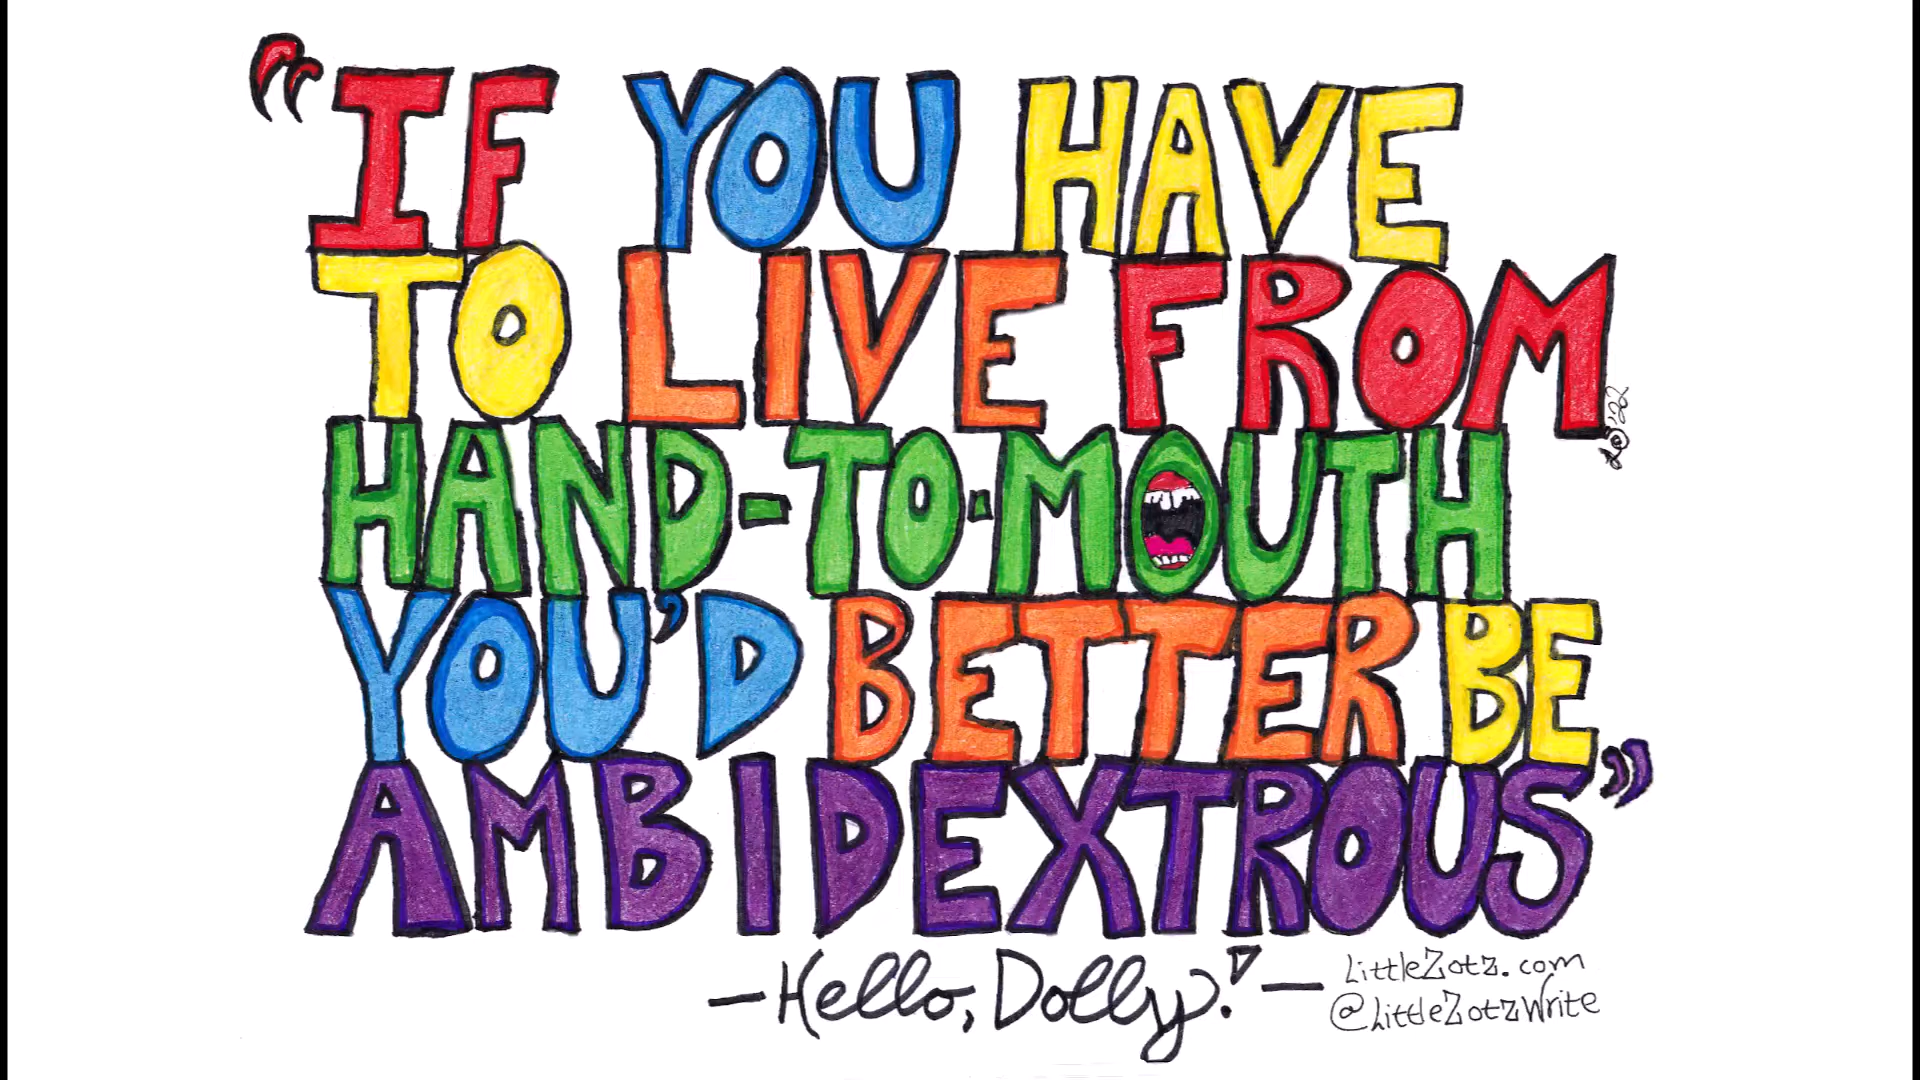 “IF YOU HAVE
TO LIVE FROM
HAND-TO-MOUTH
YOU'D BETTER BE
AMBIDEXTROUS”
—Hello, Dolly!—
LittleZotz.com
@LittleZotzWrite